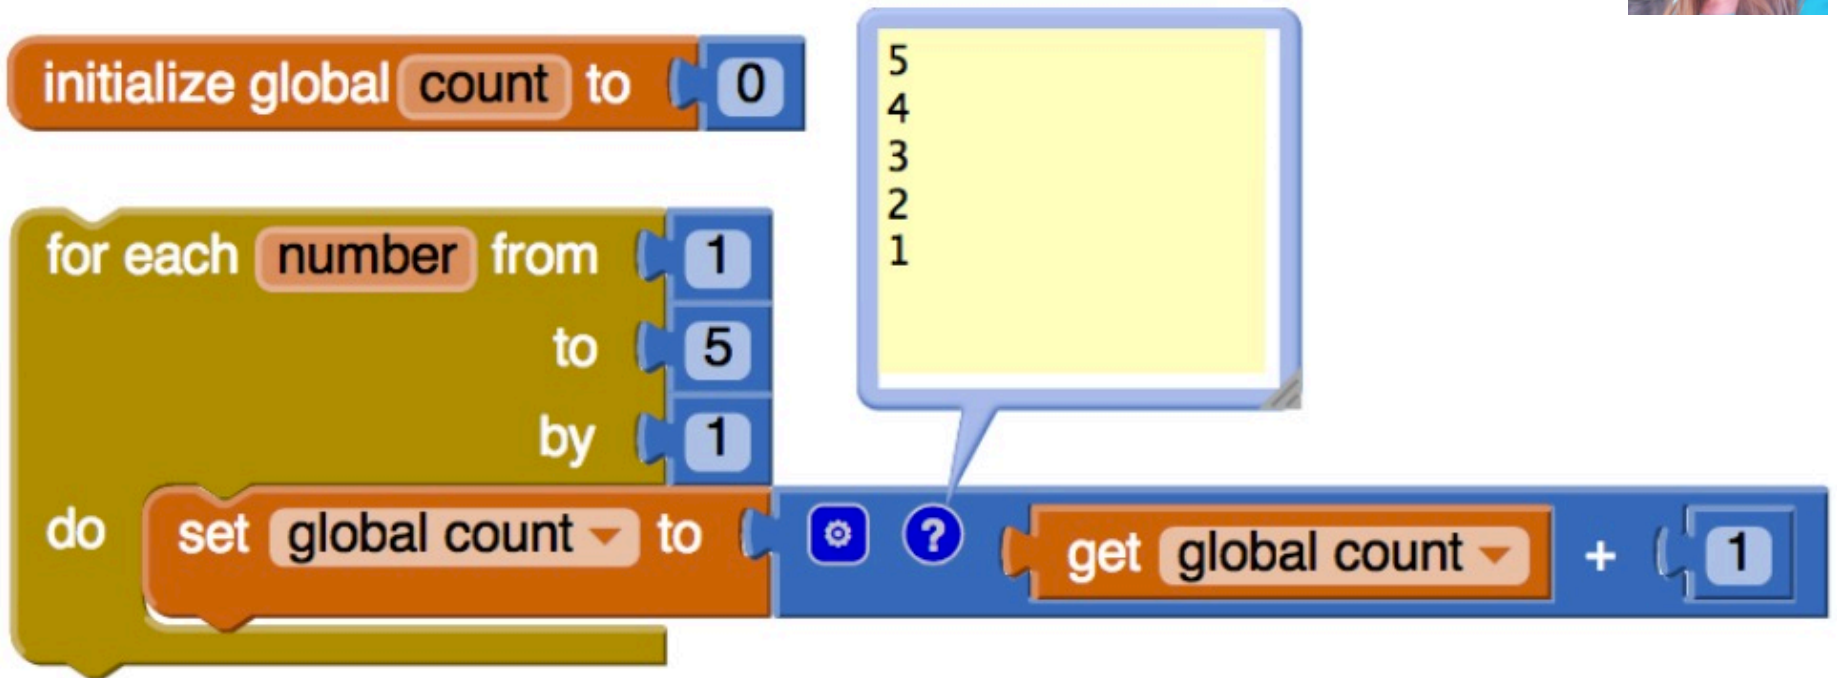 initialize global count to 0
5
4
3
2
1
for each number from 1
to 5
by 1
do set global count to ? get global count + 1